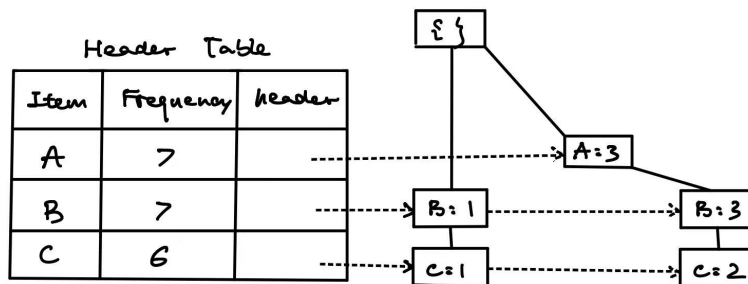 { }
Header Table
Item Frequency header
A 7
A:3
B 7
B:1
B:3
C 6
C=1
C=2